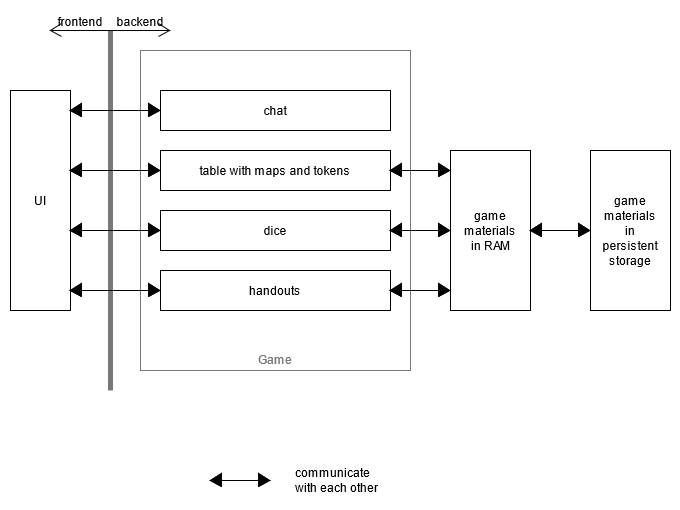 frontend backend
chat
table with maps and tokens
UI
dice
handouts
game
materials
in RAM
game
materials
in
persistent
storage
Game
communicate
with each other